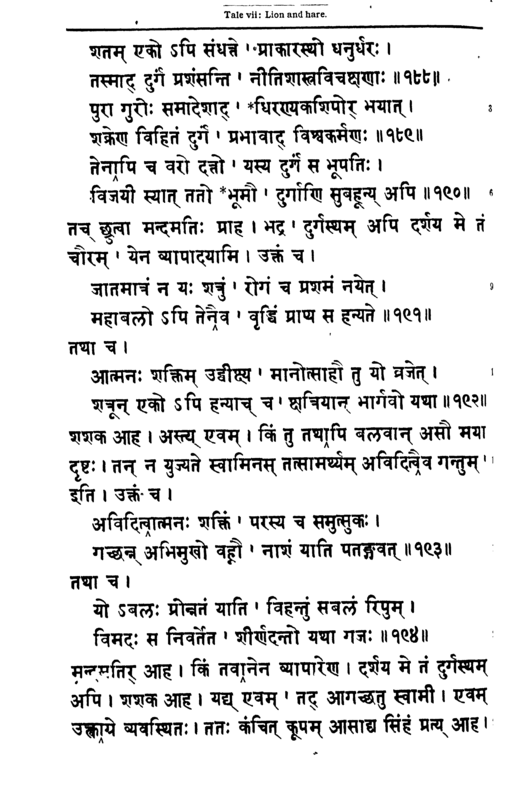 Tale vii: Lion and hare.
शतम् एको ऽपि संधत्ते ' प्राकारस्थो धनुर्धरः ।
तस्माद् दुर्गं प्रशंसन्ति ' नीतिशास्त्रविचक्षणाः ॥१८८॥
पुरा गुरोः समादेशाद् ' *धिरण्यकशिपोर् भयात् । 3
शक्रेण विहितं दुर्गं ' प्रभावाद् विश्वकर्मणः ॥१८९॥
तेनापि च वरो दत्तो ' यस्य दुर्गं स भूपतिः ।
विजयी स्यात् ततो *भूमौ ' दुर्गाणि सुबहून्य् अपि ॥१९०॥ 6
तच् छ्रुत्वा मन्दमतिः प्राह । भद्र ' दुर्गस्थम् अपि दर्शय मे तं
चौरम् ' येन व्यापादयामि । उक्तं च ।
जातमात्रं न यः शत्रुं ' रोगं च प्रशमं नयेत् । 9
महाबलो ऽपि तेनैव ' वृद्धिं प्राप्य स हन्यते ॥१९१॥
तथा च ।
आत्मनः शक्तिम् उद्वीक्ष्य ' मानोत्साहौ तु यो व्रजेत् । 1
शत्रून् एको ऽपि हन्याच् च ' क्षत्रियान् भार्गवो यथा ॥१९२॥
शशक आह । अस्त्य् एवम् । किं तु तथापि बलवान् असौ मया
दृष्टः । तन् न युज्यते स्वामिनस् तत्सामर्थ्यम् अविदित्वैव गन्तुम् '
इति । उक्तं च ।
अविदित्वात्मनः शक्तिं ' परस्य च समुत्सुकः ।
गच्छन्न् अभिमुखो वह्नौ ' नाशं याति पतङ्गवत् ॥१९३॥
तथा च ।
यो ऽबलः प्रोन्नतं याति ' विहन्तुं सबलं रिपुम् ।
विमदः स निवर्तेत ' शीर्णदन्तो यथा गजः ॥१९४॥
मन्दमतिर् आह । किं तवानेन व्यापारेण । दर्शय मे तं दुर्गस्थम्
अपि । शशक आह । यद्य् एवम् ' तद् आगच्छतु स्वामी । एवम्
उक्त्वाग्रे व्यवस्थितः । ततः कंचित् कूपम् आसाद्य सिंहं प्रत्य् आह ।